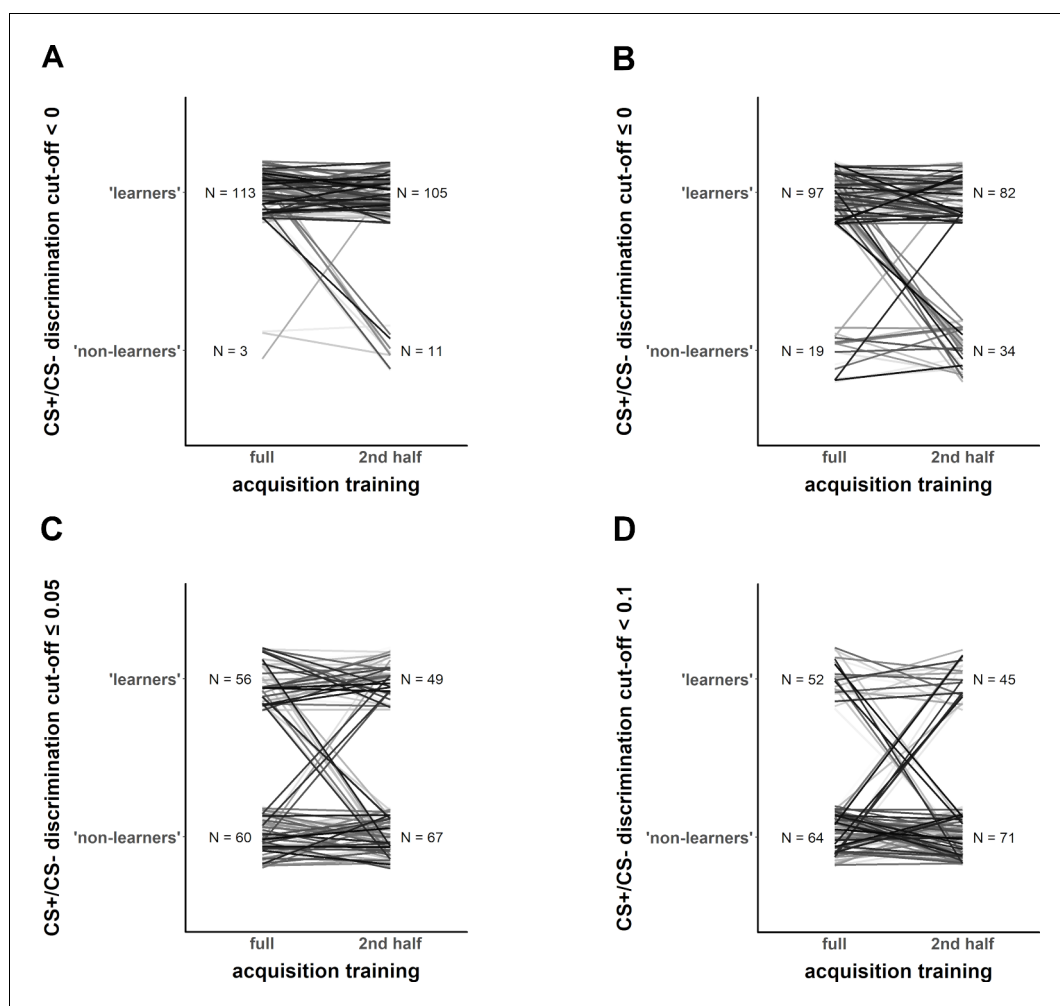 A
CS+/CS- discrimination cut-off < 0
'learners'
N = 113
N = 105
'non-learners'
N = 3
N = 11
full
2nd half
acquisition training
B
CS+/CS- discrimination cut-off ≤ 0
'learners'
N = 97
N = 82
'non-learners'
N = 19
N = 34
full
2nd half
acquisition training
C
CS+/CS- discrimination cut-off ≤ 0.05
'learners'
N = 56
N = 49
'non-learners'
N = 60
N = 67
full
2nd half
acquisition training
D
CS+/CS- discrimination cut-off < 0.1
'learners'
N = 52
N = 45
'non-learners'
N = 64
N = 71
full
2nd half
acquisition training